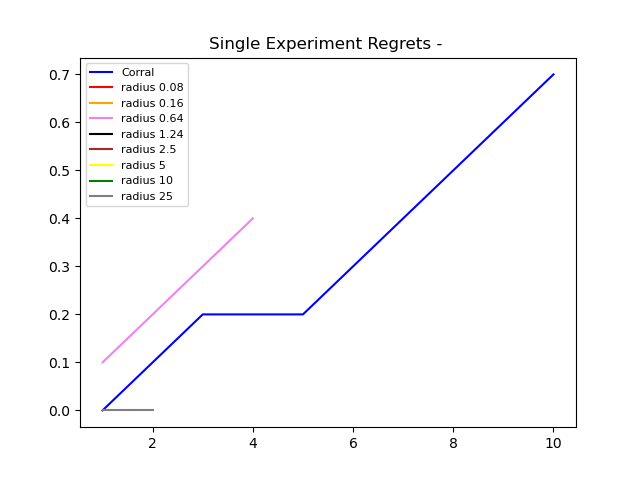 Single Experiment Regrets -
Corral
radius 0.08
radius 0.16
radius 0.64
radius 1.24
radius 2.5
radius 5
radius 10
radius 25
0.7
0.6
0.5
0.4
0.3
0.2
0.1
0.0
2 4 6 8 10